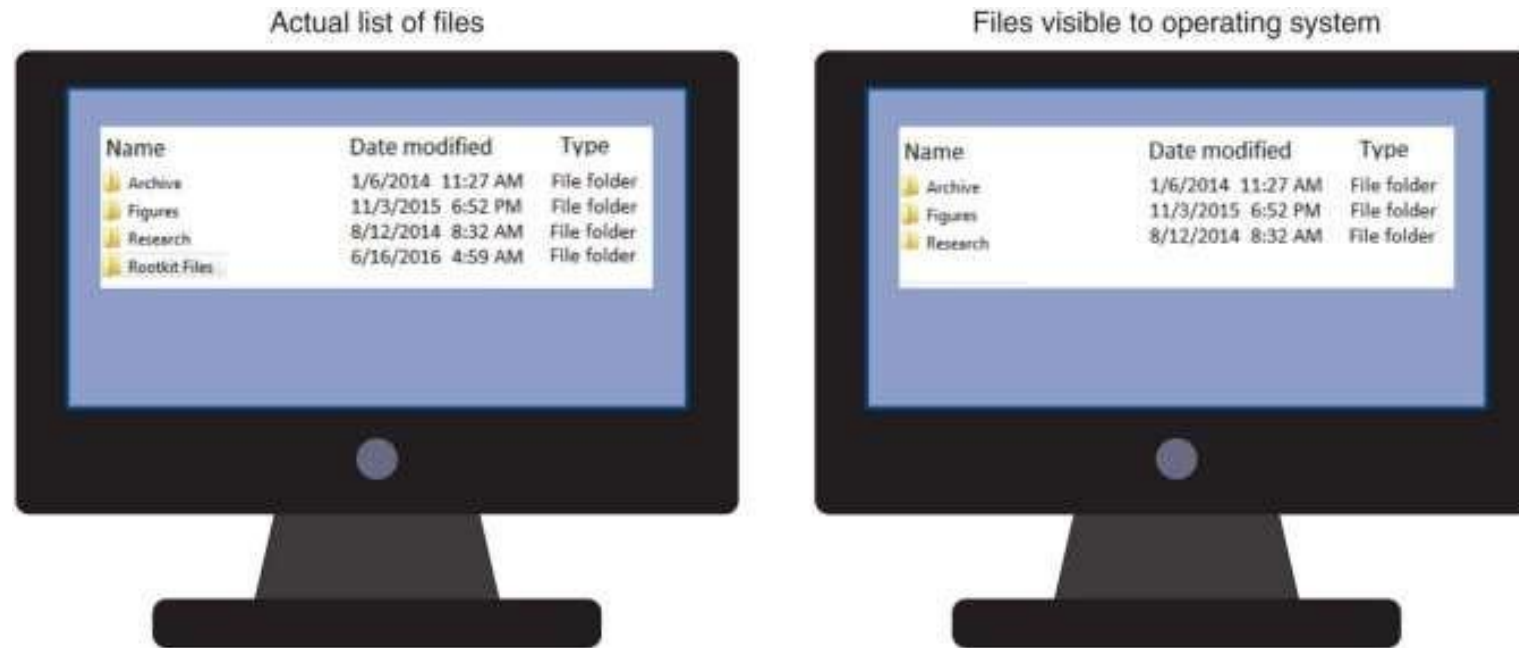 Actual list of files
Name Date modified Type
Archive 1/6/2014 11:27 AM File folder
Figures 11/3/2015 6:52 PM File folder
Research 8/12/2014 8:32 AM File folder
Rootkit Files 6/16/2016 4:59 AM File folder
Files visible to operating system
Name Date modified Type
Archive 1/6/2014 11:27 AM File folder
Figures 11/3/2015 6:52 PM File folder
Research 8/12/2014 8:32 AM File folder